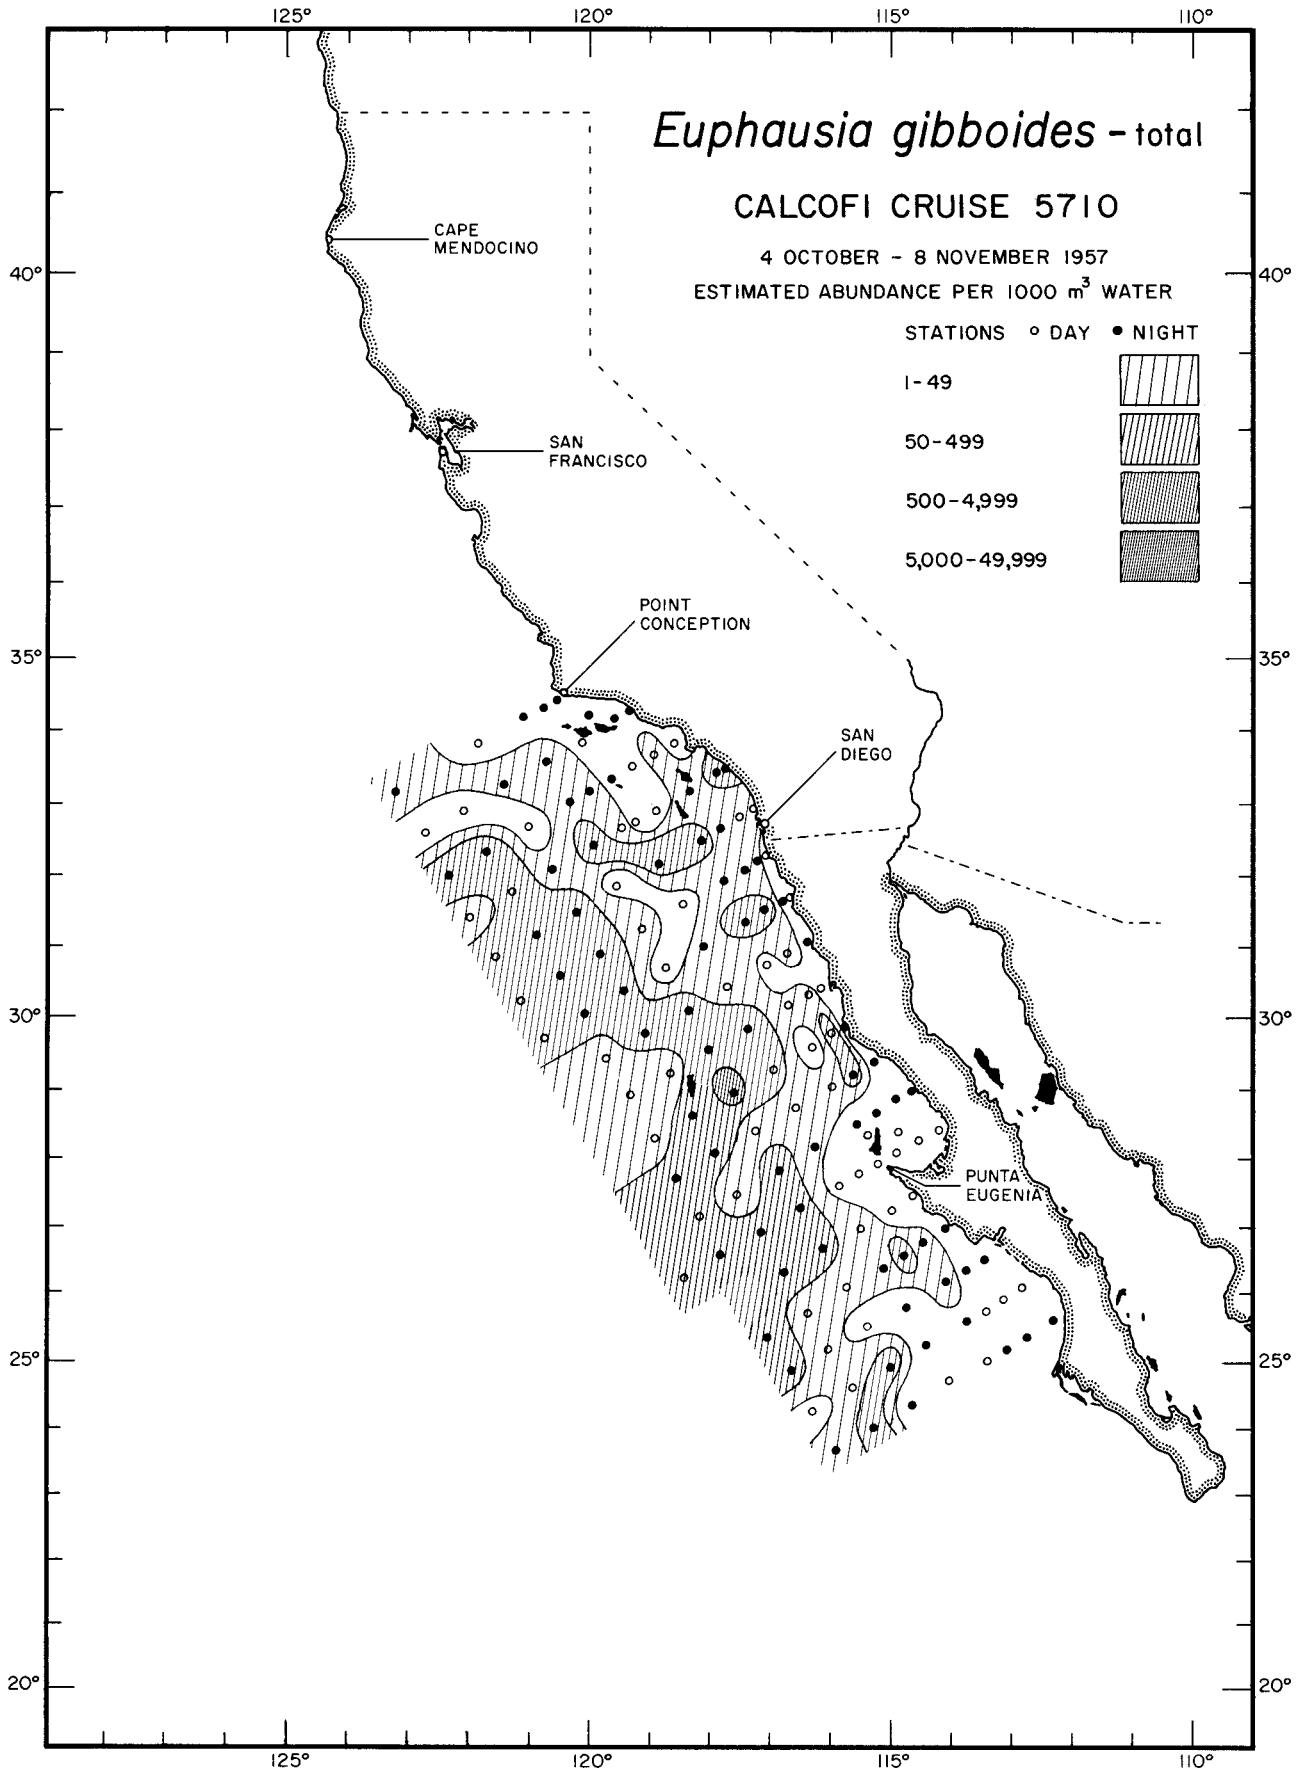 125° 120° 115° 110°
Euphausia gibboides – total
CALCOFI CRUISE 5710
4 OCTOBER – 8 NOVEMBER 1957
ESTIMATED ABUNDANCE PER 1000 m³ WATER
STATIONS ○ DAY ● NIGHT
1–49
50–499
500–4,999
5,000–49,999
CAPE
MENDOCINO
40° 40°
SAN
FRANCISCO
POINT
CONCEPTION
35° 35°
SAN
DIEGO
30° 30°
PUNTA
EUGENIA
25° 25°
20° 20°
125° 120° 115° 110°